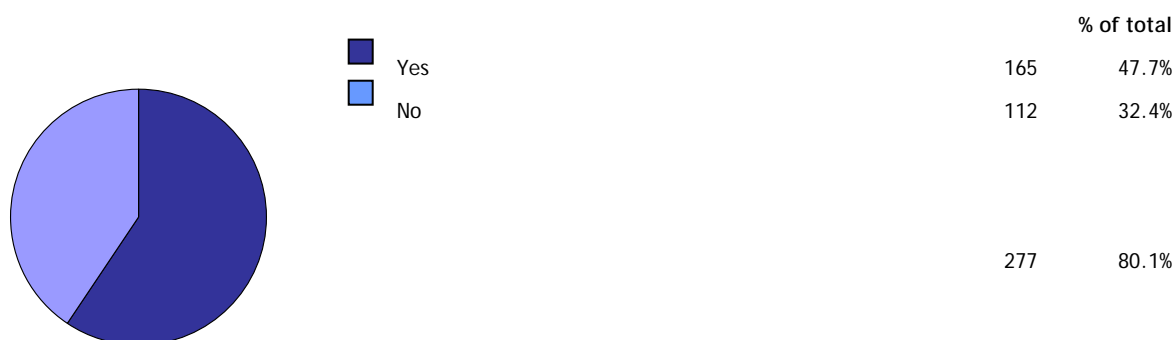 % of total
Yes 165 47.7%
No 112 32.4%
277 80.1%